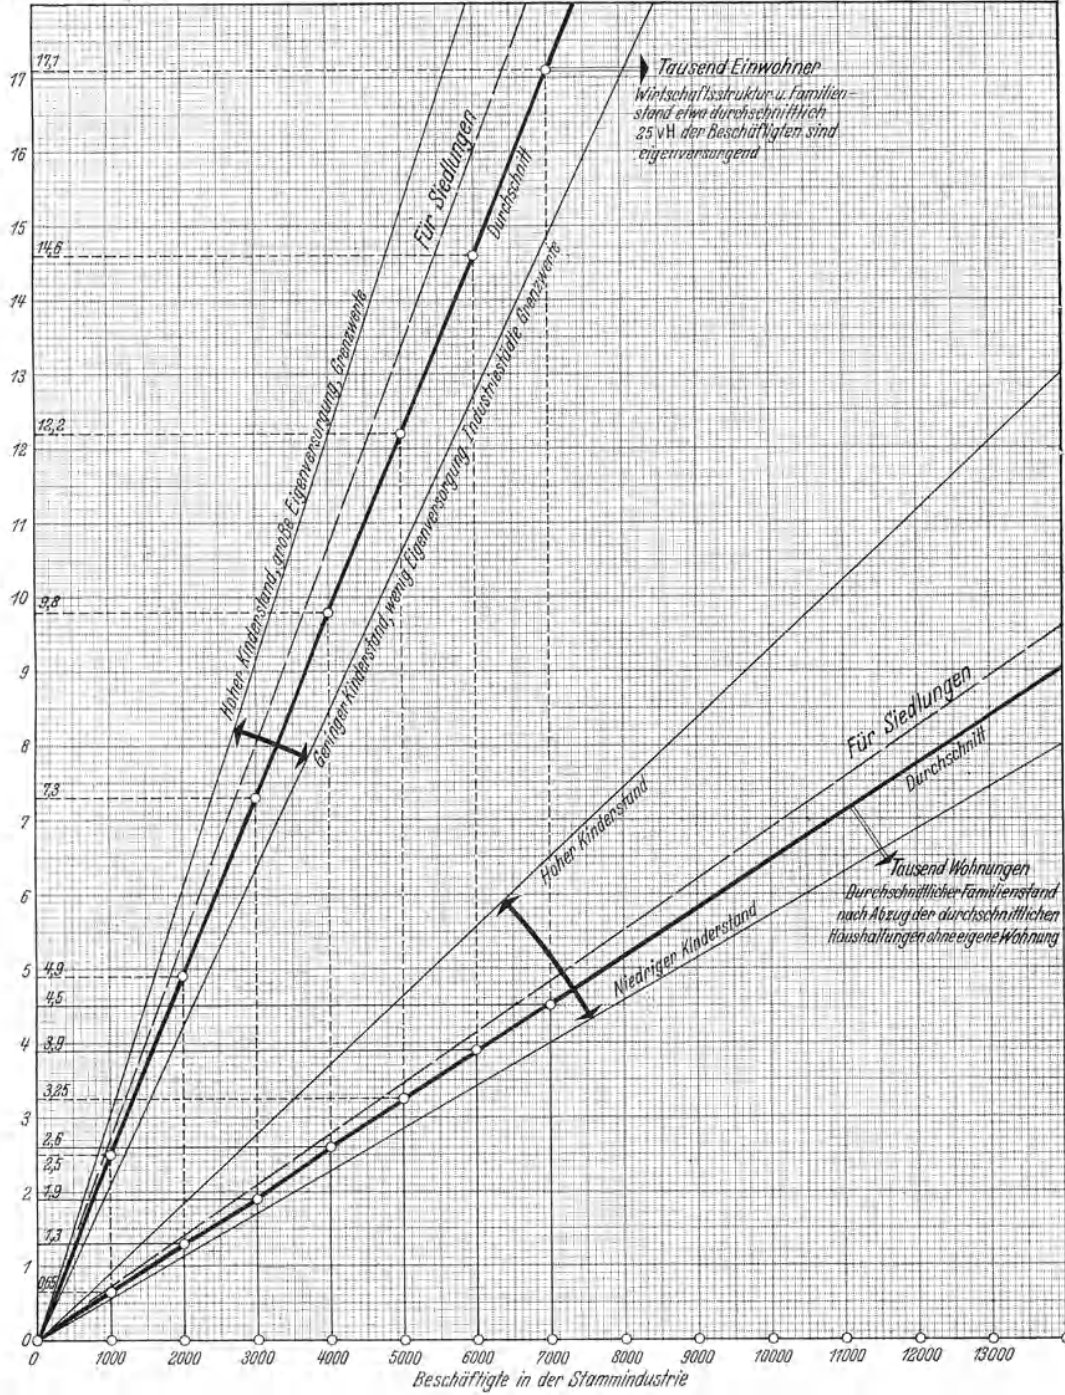 17,1
17
Tausend Einwohner
Wirtschaftsstruktur u. Familien-
stand etwa durchschnittlich
25 vH der Beschäftigten sind
eigenversorgend
16
Für Siedlungen
Durchschnitt
15
14,6
14
Hoher Kinderstand, große Eigenversorgung, Grenzwerte
Geringer Kinderstand, wenig Eigenversorgung Industriestädte Grenzwerte
13
12,2
12
11
10
9,8
9
8
7,3
7
Für Siedlungen
Durchschnitt
Hoher Kinderstand
Tausend Wohnungen
Durchschnittlicher Familienstand
nach Abzug der durchschnittlichen
Haushaltungen ohne eigene Wohnung
6
Niedriger Kinderstand
5
4,9
4,5
4
3,9
3,25
3
2,6
2,5
2
1,9
1,3
1
0,65
0
0 1000 2000 3000 4000 5000 6000 7000 8000 9000 10000 11000 12000 13000
Beschäftigte in der Stammindustrie